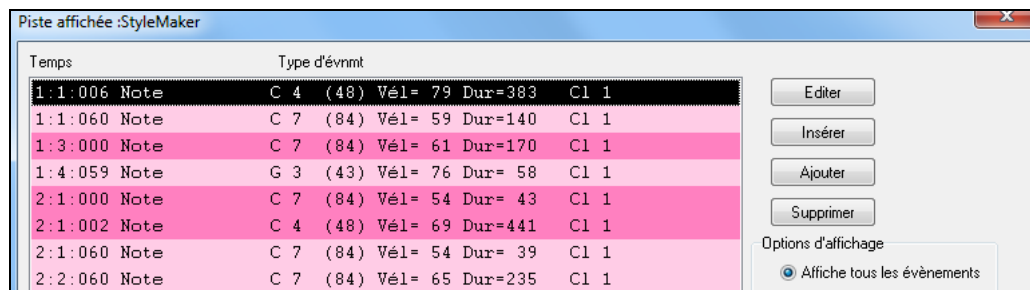 Piste affichée :StyleMaker
Temps Type d'évnmt
1:1:006 Note C 4 (48) Vél= 79 Dur=383 Cl 1
1:1:060 Note C 7 (84) Vél= 59 Dur=140 Cl 1
1:3:000 Note C 7 (84) Vél= 61 Dur=170 Cl 1
1:4:059 Note G 3 (43) Vél= 76 Dur= 58 Cl 1
2:1:000 Note C 7 (84) Vél= 54 Dur= 43 Cl 1
2:1:002 Note C 4 (48) Vél= 69 Dur=441 Cl 1
2:1:060 Note C 7 (84) Vél= 54 Dur= 39 Cl 1
2:2:060 Note C 7 (84) Vél= 65 Dur=235 Cl 1
Editer
Insérer
Ajouter
Supprimer
Options d'affichage
Affiche tous les évènements